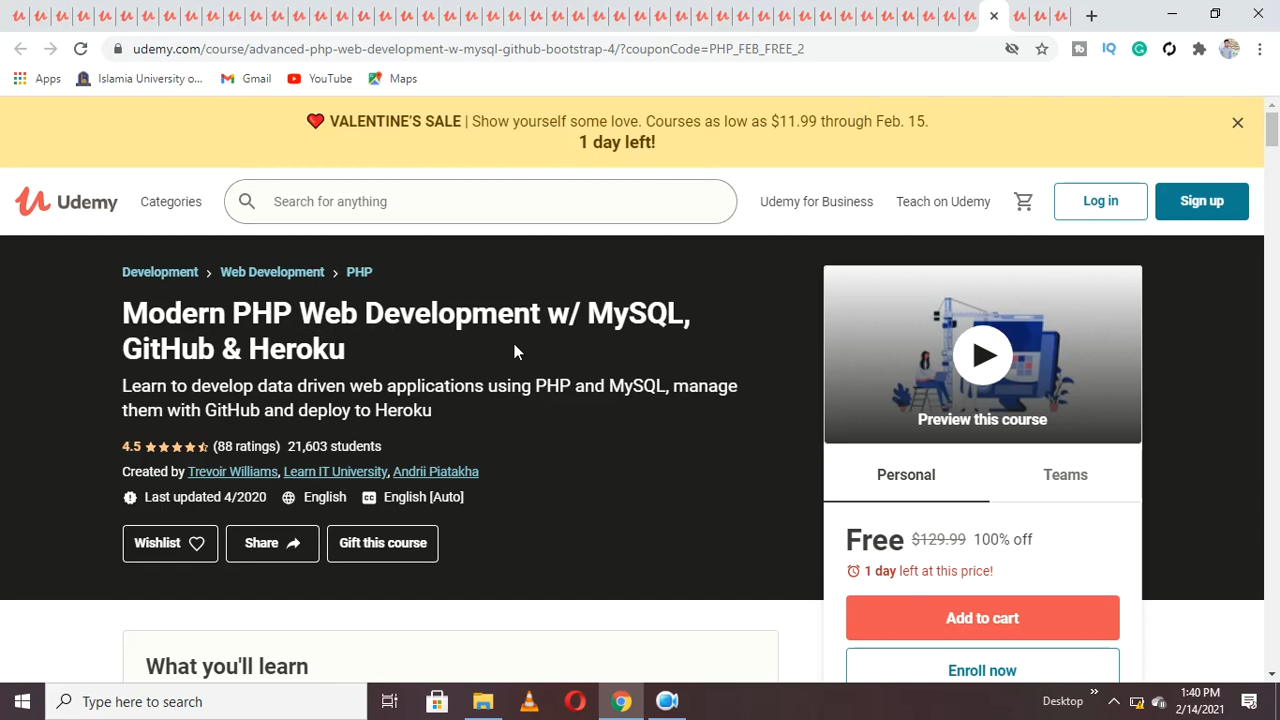 udemy.com/course/advanced-php-web-development-w-mysql-github-bootstrap-4/?couponCode=PHP_FEB_FREE_2
Apps
Islamia University o...
Gmail
YouTube
Maps
VALENTINE'S SALE | Show yourself some love. Courses as low as $11.99 through Feb. 15.
1 day left!
Udemy
Categories
Search for anything
Udemy for Business
Teach on Udemy
Log in
Sign up
Development > Web Development > PHP
Modern PHP Web Development w/ MySQL,
GitHub & Heroku
Learn to develop data driven web applications using PHP and MySQL, manage
them with GitHub and deploy to Heroku
4.5 (88 ratings) 21,603 students
Created by Trevoir Williams, Learn IT University, Andrii Piatakha
Last updated 4/2020 English English [Auto]
Wishlist
Share
Gift this course
Preview this course
Personal
Teams
Free $129.99 100% off
1 day left at this price!
Add to cart
Enroll now
What you'll learn
Type here to search
Desktop
1:40 PM
2/14/2021